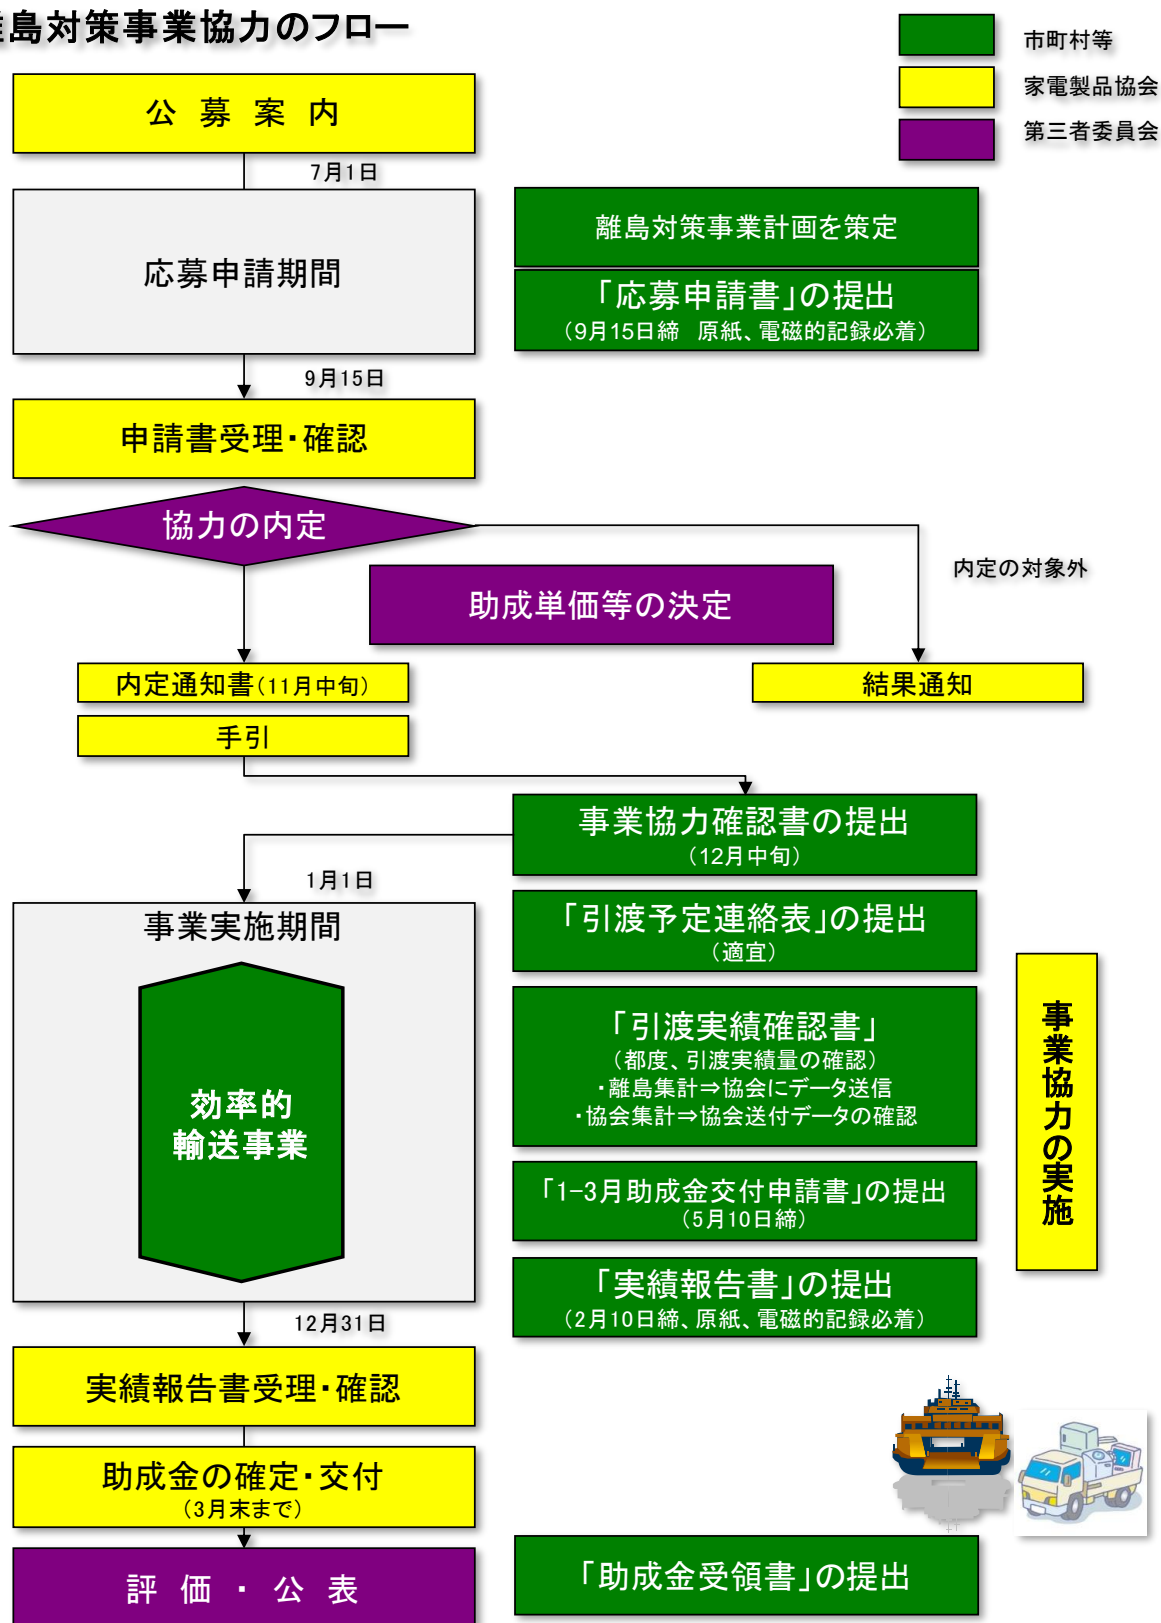 島対策事業協力のフロー
市町村等
家電製品協会
第三者委員会
公 募 案 内
7月1日
応募申請期間
離島対策事業計画を策定
「応募申請書」の提出
（9月15日締　原紙、電磁的記録必着）
9月15日
申請書受理・確認
協力の内定
内定の対象外
助成単価等の決定
内定通知書（11月中旬）
結果通知
手引
事業協力確認書の提出
（12月中旬）
1月1日
事業実施期間
「引渡予定連絡表」の提出
（適宜）
効率的
輸送事業
「引渡実績確認書」
（都度、引渡実績量の確認）
・離島集計⇒協会にデータ送信
・協会集計⇒協会送付データの確認
「1-3月助成金交付申請書」の提出
（5月10日締）
「実績報告書」の提出
（2月10日締、原紙、電磁的記録必着）
事業協力の実施
12月31日
実績報告書受理・確認
助成金の確定・交付
（3月末まで）
評 価 ・ 公 表
「助成金受領書」の提出